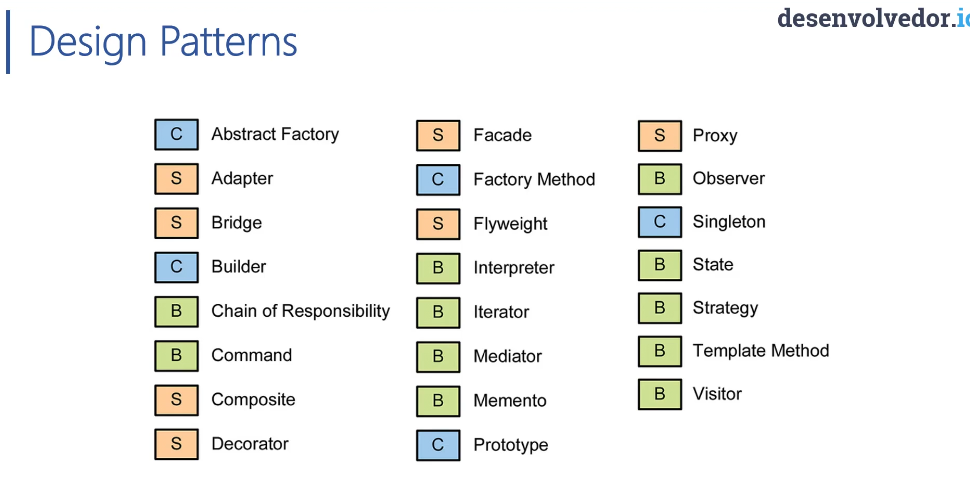 desenvolvedor.io
Design Patterns
C Abstract Factory
S Adapter
S Bridge
C Builder
B Chain of Responsibility
B Command
S Composite
S Decorator
S Facade
C Factory Method
S Flyweight
B Interpreter
B Iterator
B Mediator
B Memento
C Prototype
S Proxy
B Observer
C Singleton
B State
B Strategy
B Template Method
B Visitor